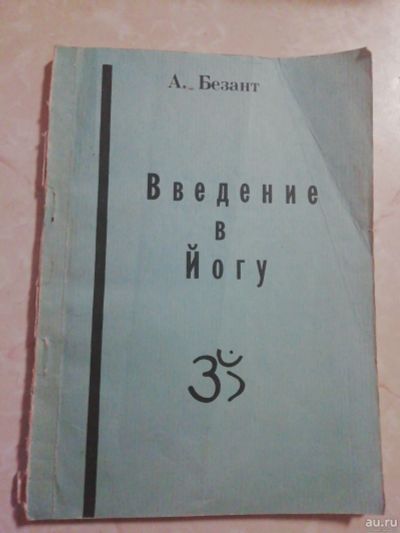 А. Безант
Введение
в
Йогу
ૐ
au.ru